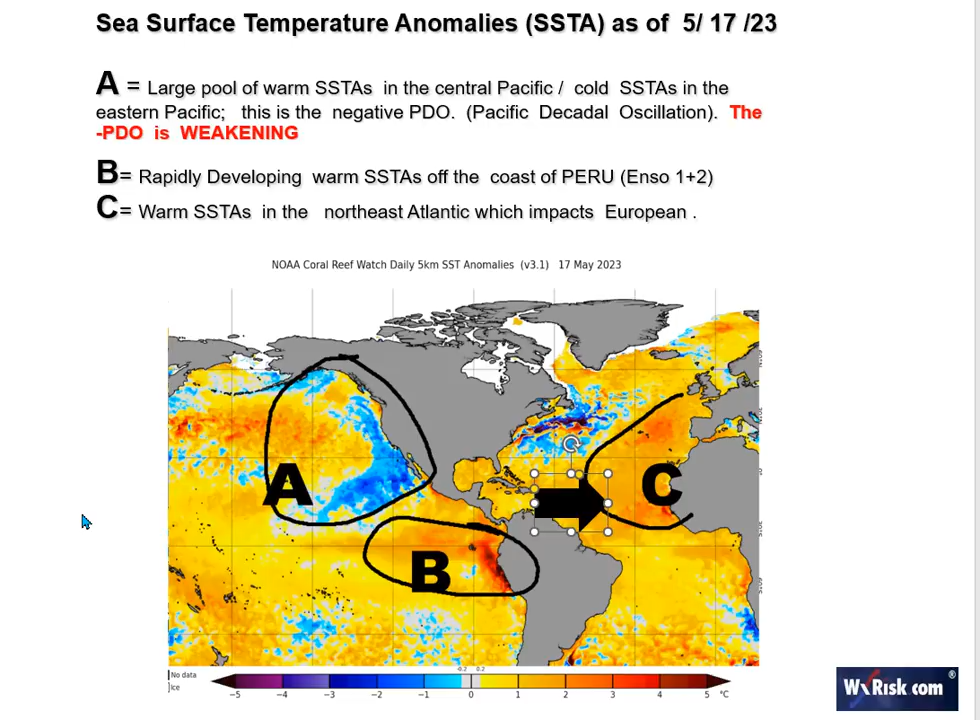 Sea Surface Temperature Anomalies (SSTA) as of 5/ 17 /23
A = Large pool of warm SSTAs in the central Pacific / cold SSTAs in the
eastern Pacific; this is the negative PDO. (Pacific Decadal Oscillation). The
-PDO is WEAKENING
B= Rapidly Developing warm SSTAs off the coast of PERU (Enso 1+2)
C= Warm SSTAs in the northeast Atlantic which impacts European .
NOAA Coral Reef Watch Daily 5km SST Anomalies (v3.1) 17 May 2023
A
C
B
-0.2 0.2
No data
Ice
-5 -4 -3 -2 -1 0 1 2 3 4 5 °C
WxRisk com®